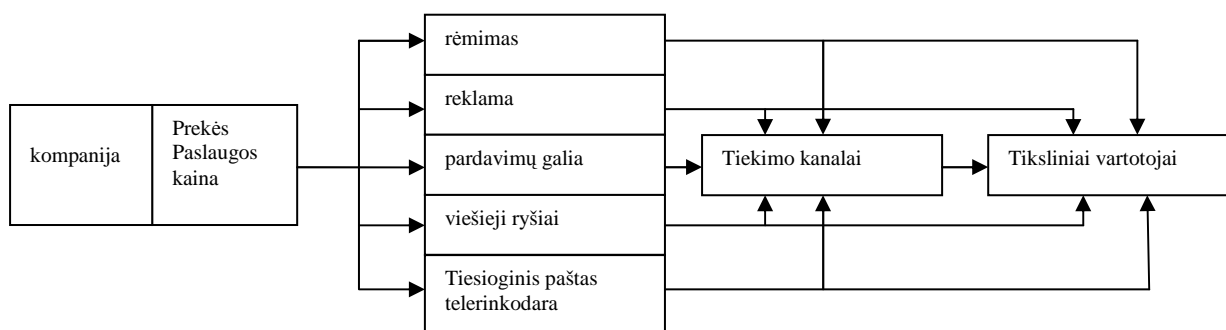 kompanija
Prekės
Paslaugos
kaina
rėmimas
reklama
pardavimų galia
viešieji ryšiai
Tiesioginis paštas
telerinkodara
Tiekimo kanalai
Tiksliniai vartotojai